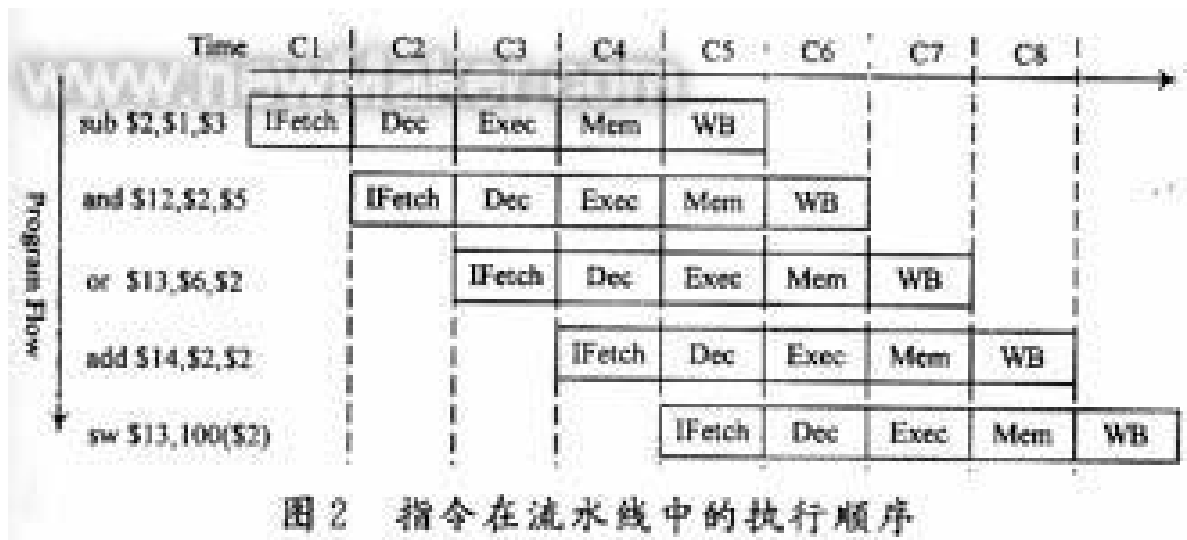 Time C1 C2 C3 C4 C5 C6 C7 C8
sub $2,$1,$3 IFetch Dec Exec Mem WB
and $12,$2,$5 IFetch Dec Exec Mem WB
or $13,$6,$2 IFetch Dec Exec Mem WB
add $14,$2,$2 IFetch Dec Exec Mem WB
sw $13,100($2) IFetch Dec Exec Mem WB
Program Flow
图2 指令在流水线中的执行顺序